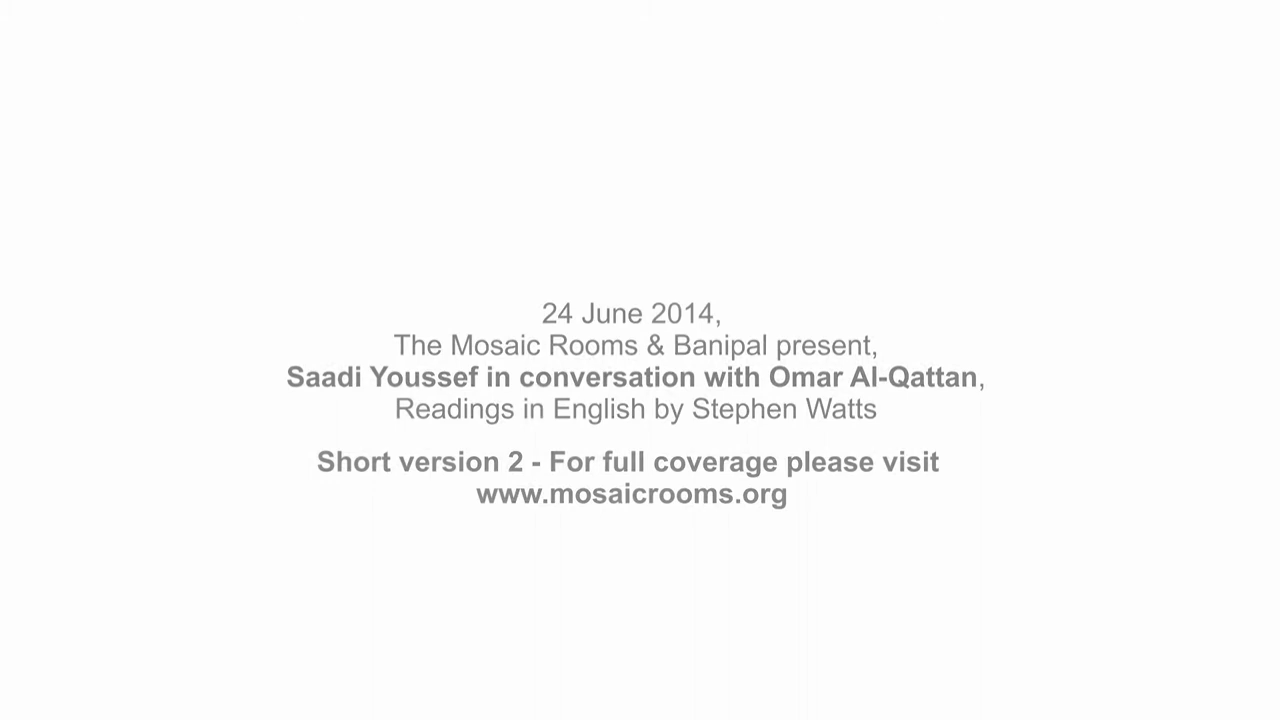 24 June 2014,
The Mosaic Rooms & Banipal present,
Saadi Youssef in conversation with Omar Al-Qattan,
Readings in English by Stephen Watts
Short version 2 - For full coverage please visit
www.mosaicrooms.org